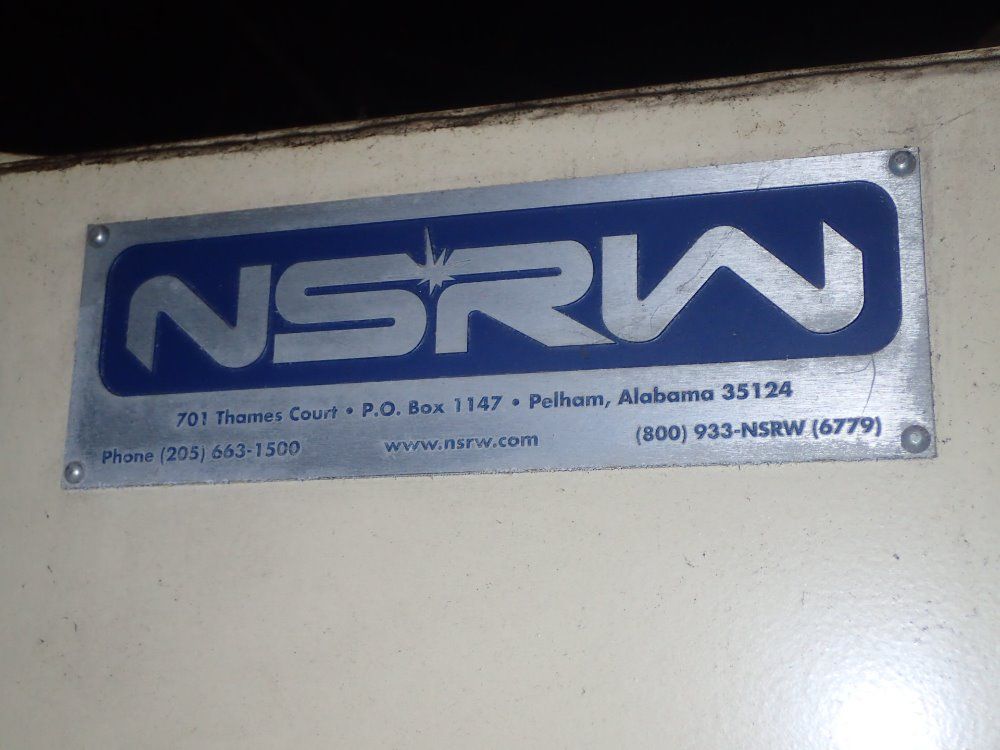 NSRW
701 Thames Court • P.O. Box 1147 • Pelham, Alabama 35124
Phone (205) 663-1500 www.nsrw.com (800) 933-NSRW (6779)